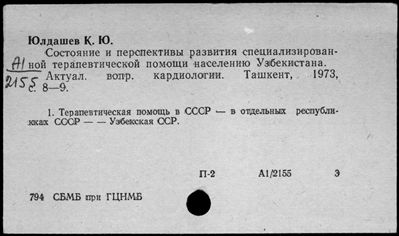 Юлдашев К. Ю.
Состояние и перспективы развития специализирован-
А1 ной терапевтической помощи населению Узбекистана.
2155 Актуал. вопр. кардиологии. Ташкент, 1973,
с. 8—9.
1. Терапевтическая помощь в СССР — в отдельных республи-
жках СССР — — Узбекская ССР.
П-2 А1/2155 Э
794 СБМБ при ГЦНМБ